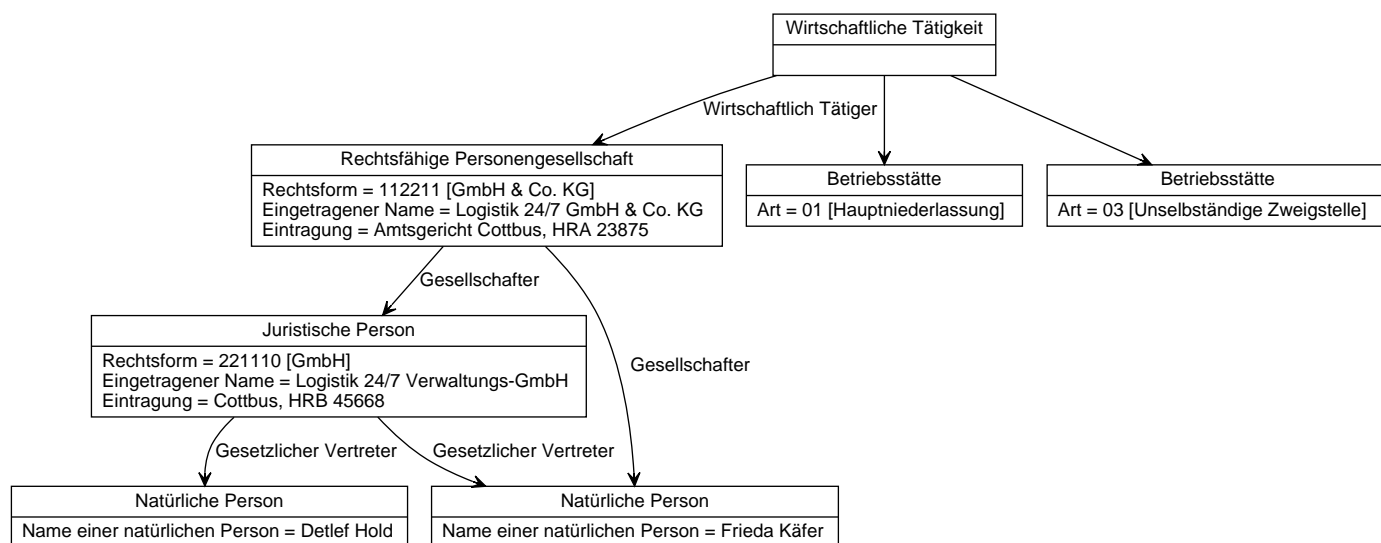 Wirtschaftliche Tätigkeit
Wirtschaftlich Tätiger
Rechtsfähige Personengesellschaft
Rechtsform = 112211 [GmbH & Co. KG]
Eingetragener Name = Logistik 24/7 GmbH & Co. KG
Eintragung = Amtsgericht Cottbus, HRA 23875
Betriebsstätte
Art = 01 [Hauptniederlassung]
Betriebsstätte
Art = 03 [Unselbständige Zweigstelle]
Gesellschafter
Juristische Person
Rechtsform = 221110 [GmbH]
Eingetragener Name = Logistik 24/7 Verwaltungs-GmbH
Eintragung = Cottbus, HRB 45668
Gesellschafter
Gesetzlicher Vertreter
Gesetzlicher Vertreter
Natürliche Person
Name einer natürlichen Person = Detlef Hold
Natürliche Person
Name einer natürlichen Person = Frieda Käfer